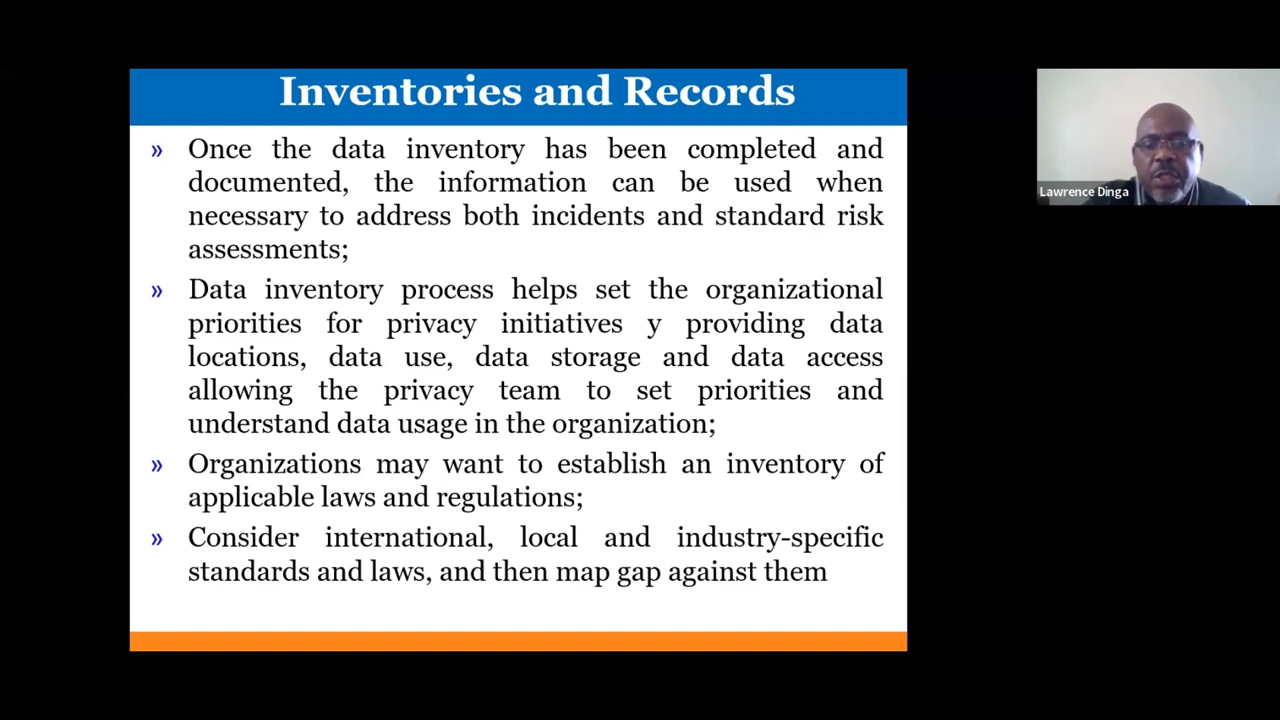 Inventories and Records
» Once the data inventory has been completed and
documented, the information can be used when
necessary to address both incidents and standard risk
assessments;
» Data inventory process helps set the organizational
priorities for privacy initiatives y providing data
locations, data use, data storage and data access
allowing the privacy team to set priorities and
understand data usage in the organization;
» Organizations may want to establish an inventory of
applicable laws and regulations;
» Consider international, local and industry-specific
standards and laws, and then map gap against them
Lawrence Dinga